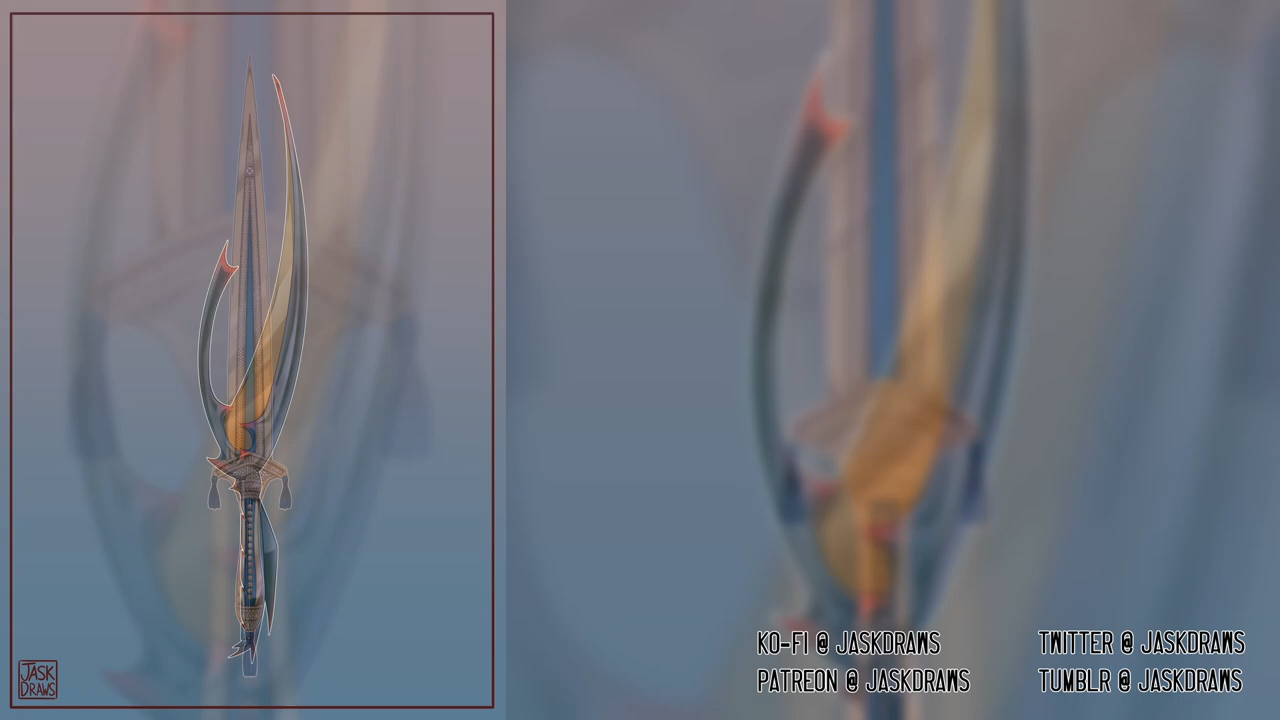 JASK
DRAWS
KO-FI @ JASKDRAWS
PATREON @ JASKDRAWS
TWITTER @ JASKDRAWS
TUMBLR @ JASKDRAWS